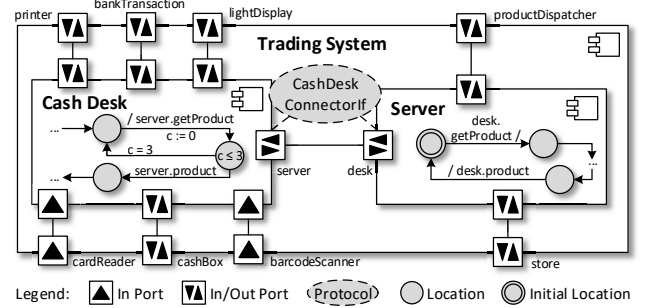 printer
bankTransaction
lightDisplay
productDispatcher
Trading System
Cash Desk
CashDesk
ConnectorIf
Server
...
/ server.getProduct
c := 0
c = 3
c ≤ 3
...
server.product
server
desk
desk.
getProduct /
...
/ desk.product
cardReader
cashBox
barcodeScanner
store
Legend:
In Port
In/Out Port
Protocol
Location
Initial Location